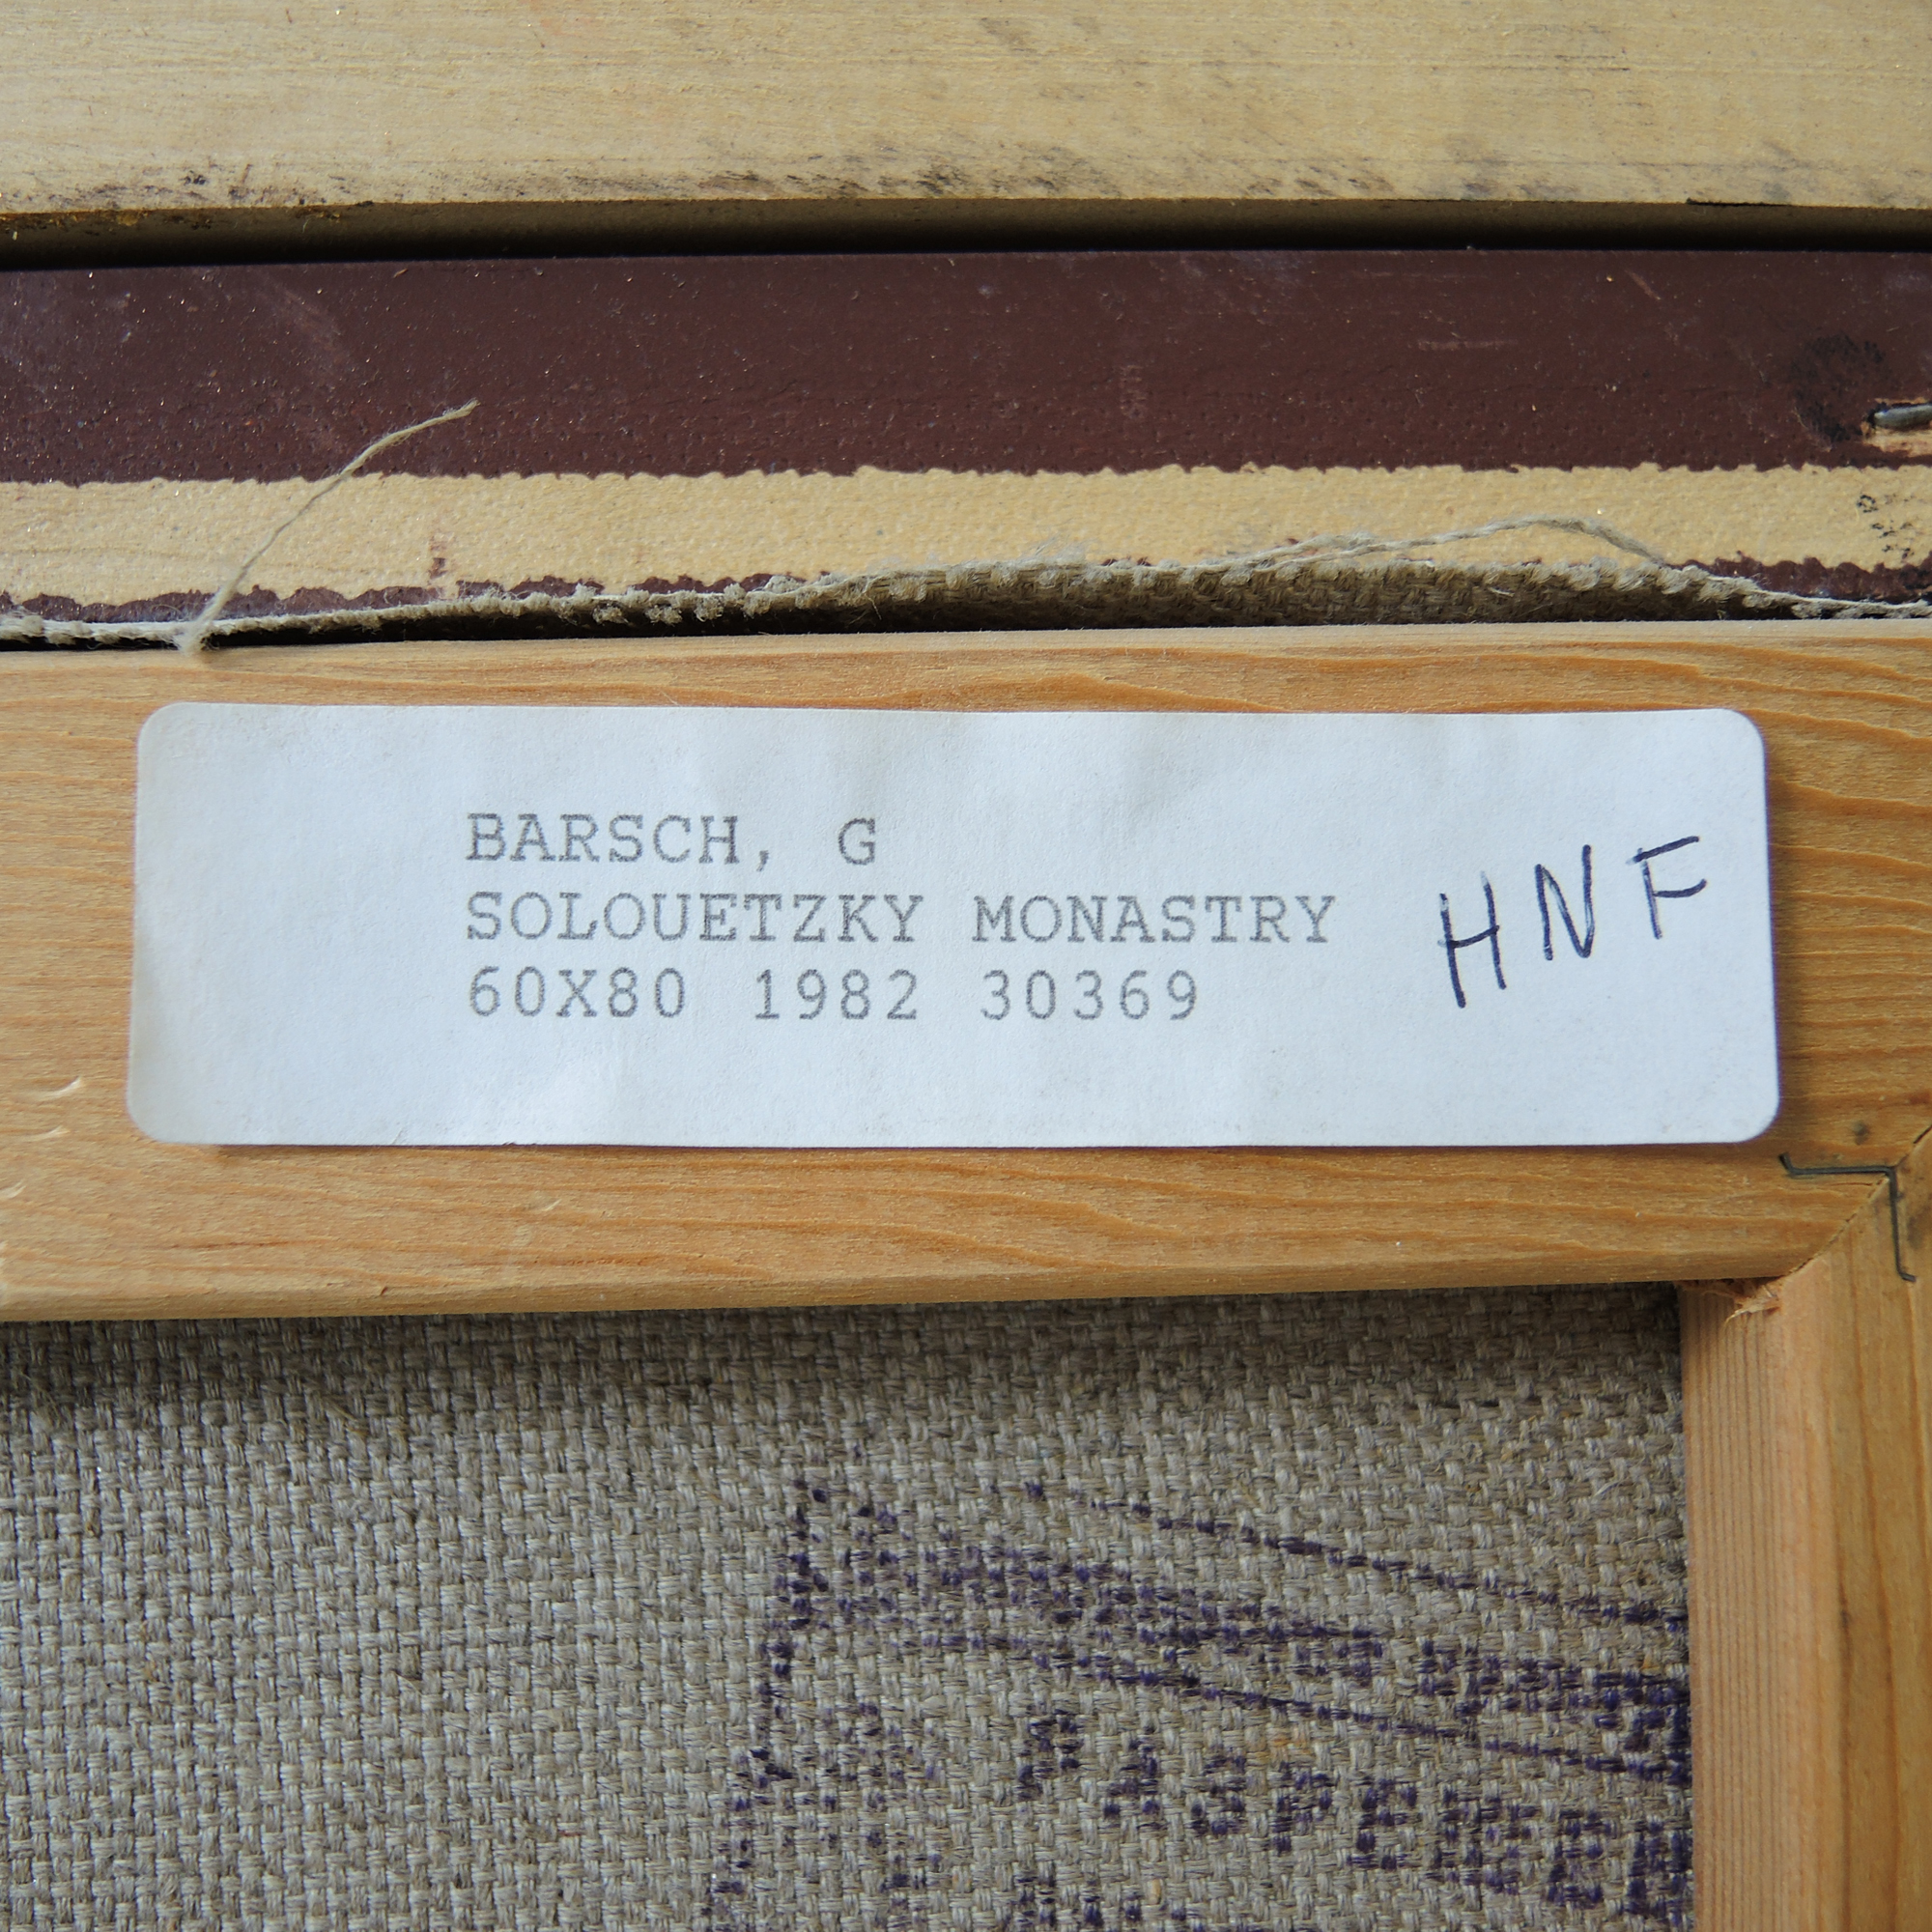 BARSCH, G
SOLOUETZKY MONASTRY
60X80 1982 30369
HNF